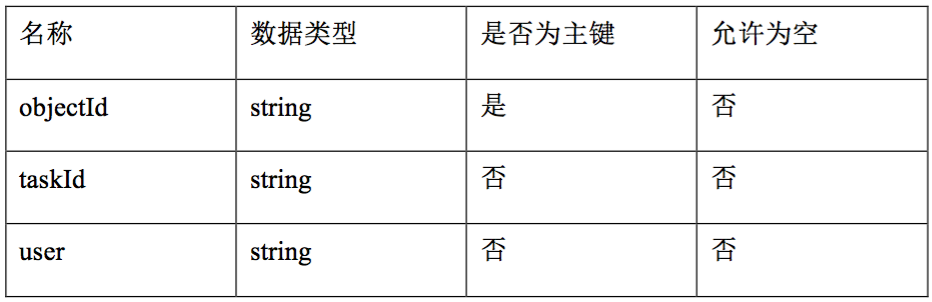 名称 数据类型 是否为主键 允许为空
objectId string 是 否
taskId string 否 否
user string 否 否